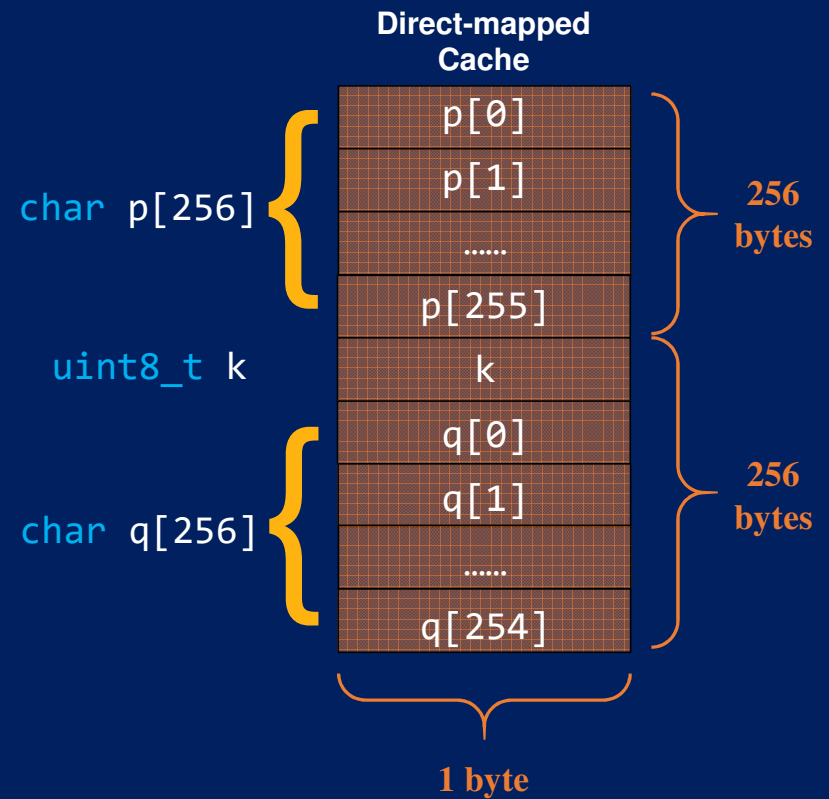 Direct-mapped
Cache
p[0]
p[1]
......
p[255]
k
q[0]
q[1]
......
q[254]
char p[256]
uint8_t k
char q[256]
256
bytes
256
bytes
1 byte